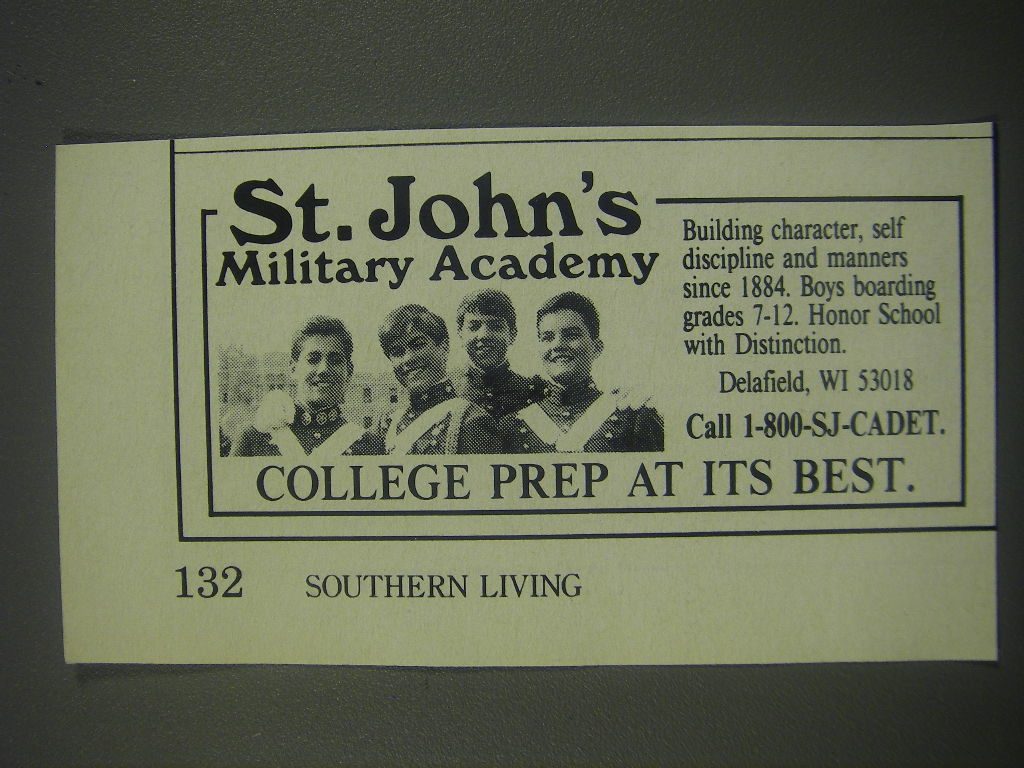 St. John's
Military Academy
Building character, self
discipline and manners
since 1884. Boys boarding
grades 7-12. Honor School
with Distinction.
Delafield, WI 53018
Call 1-800-SJ-CADET.
COLLEGE PREP AT ITS BEST.
132 SOUTHERN LIVING